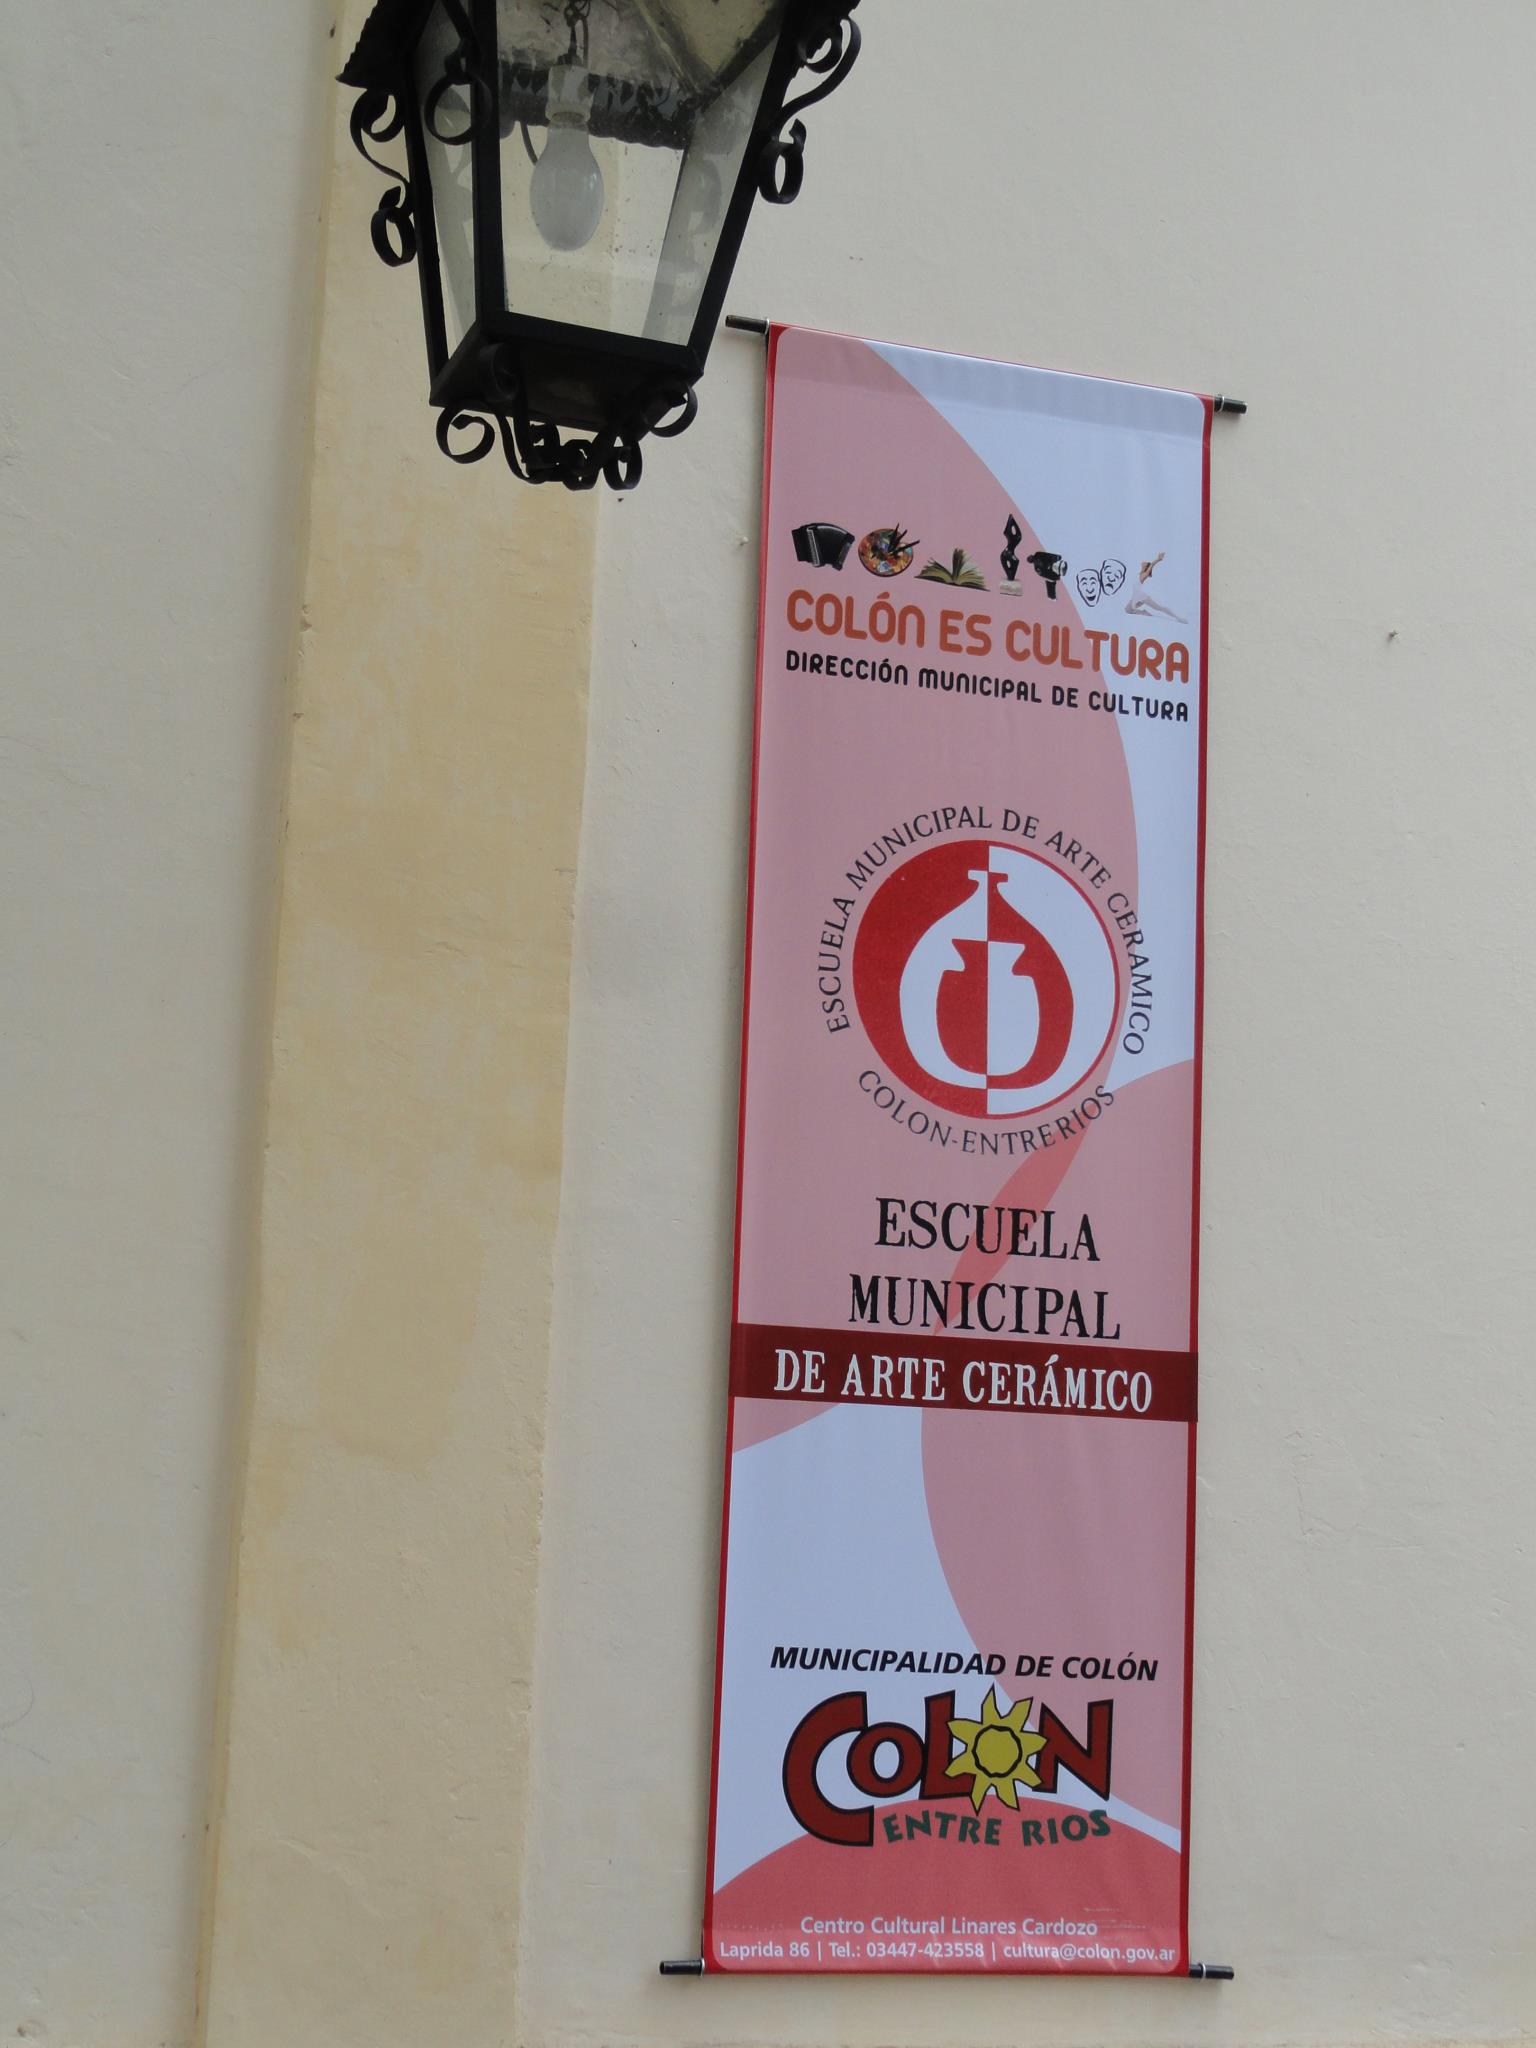 COLÓN ES CULTURA
DIRECCIÓN MUNICIPAL DE CULTURA
ESCUELA MUNICIPAL DE ARTE CERAMICO
COLON-ENTRERIOS
ESCUELA
MUNICIPAL
DE ARTE CERÁMICO
MUNICIPALIDAD DE COLÓN
COLON
ENTRE RIOS
Centro Cultural Linares Cardozo
Laprida 86 | Tel.: 03447-423558 | cultura@colon.gov.ar